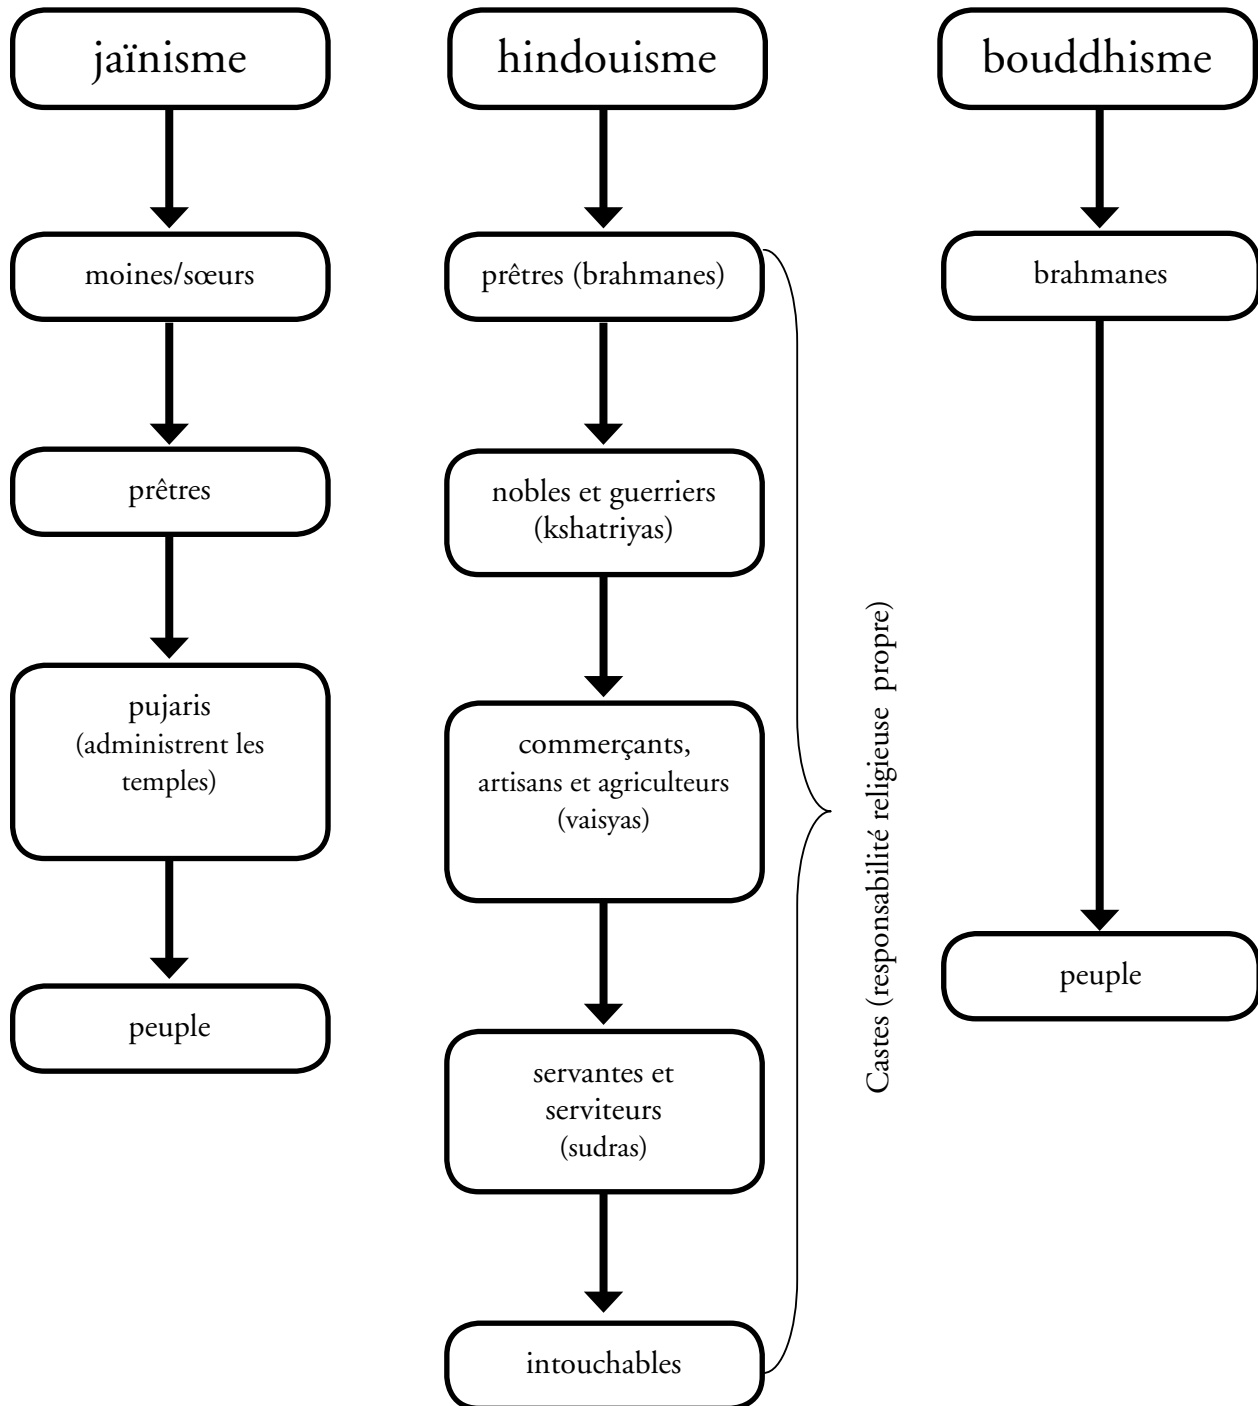 jaïnisme
moines/sœurs
prêtres
pujaris
(administrent les
temples)
peuple
hindouisme
prêtres (brahmanes)
nobles et guerriers
(kshatriyas)
commerçants,
artisans et agriculteurs
(vaisyas)
servantes et
serviteurs
(sudras)
intouchables
Castes (responsabilité religieuse propre)
bouddhisme
brahmanes
peuple